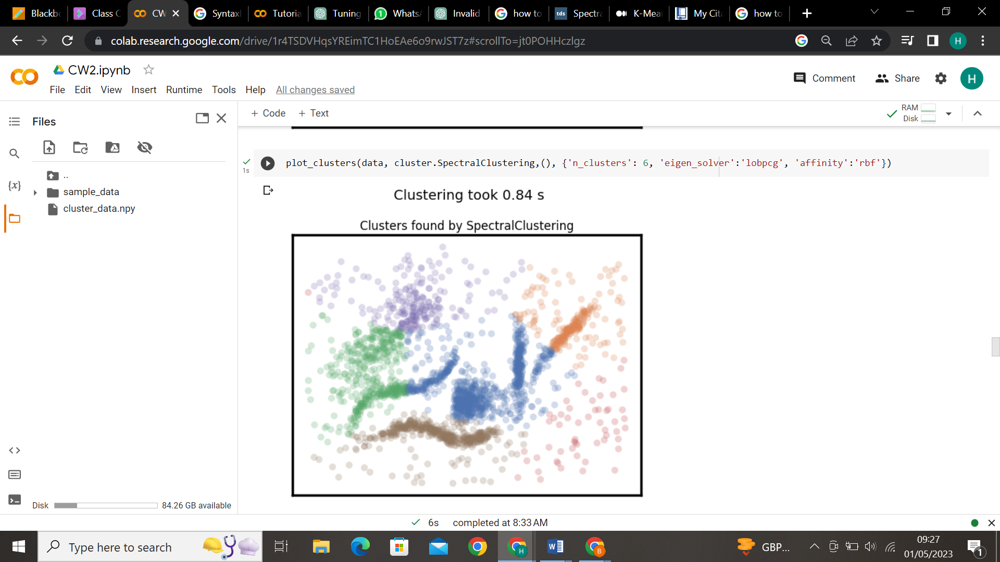 Blackb
Class C
CW
Syntax
Tutoria
Tuning
WhatsA
Invalid
how to
tds
Spectra
K-Mea
My Cit
how to
colab.research.google.com/drive/1r4TSDVHqsYREimTC1HoEAe6o9rwJST7z#scrollTo=jt0POHHczlgz
H
CW2.ipynb
Comment
Share
H
File Edit View Insert Runtime Tools Help All changes saved
Files
+ Code + Text
RAM
Disk
..
sample_data
cluster_data.npy
{x}
1s
plot_clusters(data, cluster.SpectralClustering,(), {'n_clusters': 6, 'eigen_solver':'lobpcg', 'affinity':'rbf'})
Clustering took 0.84 s
Clusters found by SpectralClustering
Disk 84.26 GB available
6s completed at 8:33 AM
Type here to search
GBP...
09:27
01/05/2023
1